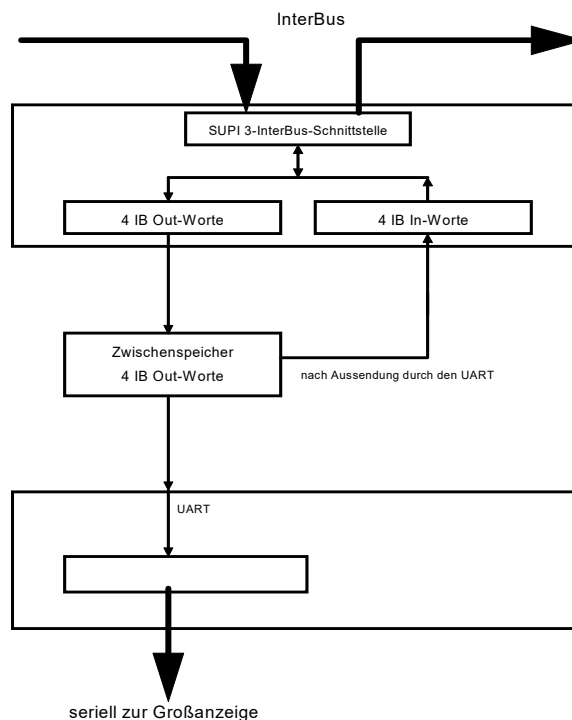 InterBus
SUPI 3-InterBus-Schnittstelle
4 IB Out-Worte
4 IB In-Worte
Zwischenspeicher
4 IB Out-Worte
nach Aussendung durch den UART
UART
seriell zur Großanzeige